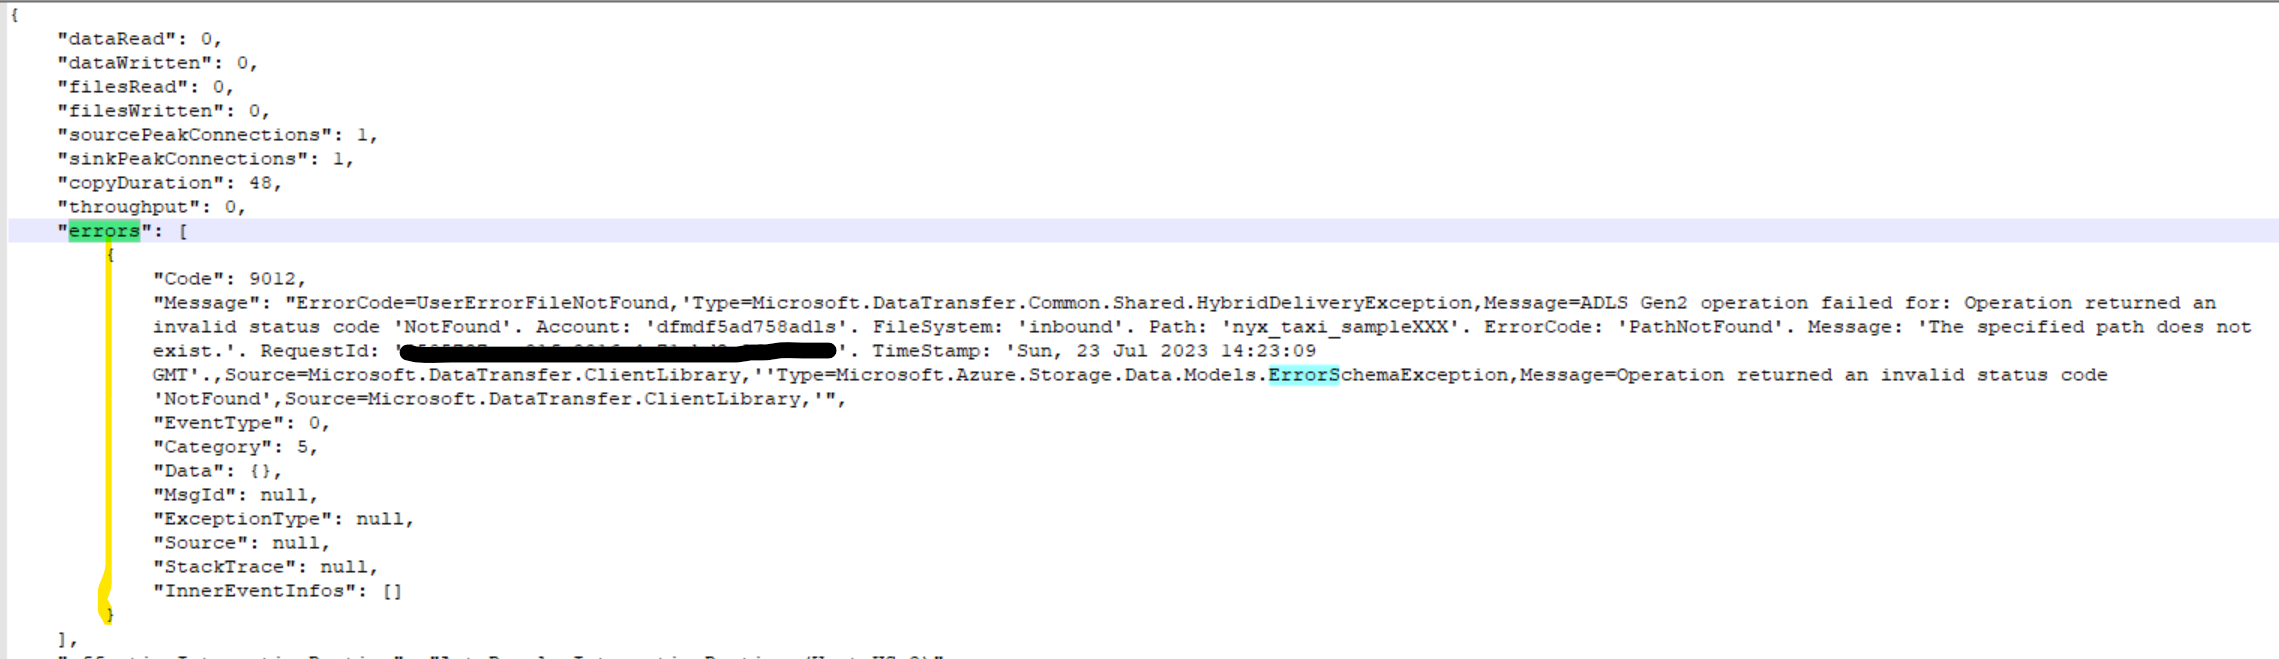 {
"dataRead": 0,
"dataWritten": 0,
"filesRead": 0,
"filesWritten": 0,
"sourcePeakConnections": 1,
"sinkPeakConnections": 1,
"copyDuration": 48,
"throughput": 0,
"errors": [
{
"Code": 9012,
"Message": "ErrorCode=UserErrorFileNotFound,'Type=Microsoft.DataTransfer.Common.Shared.HybridDeliveryException,Message=ADLS Gen2 operation failed for: Operation returned an
invalid status code 'NotFound'. Account: 'dfmdf5ad758adls'. FileSystem: 'inbound'. Path: 'nyx_taxi_sampleXXX'. ErrorCode: 'PathNotFound'. Message: 'The specified path does not
exist.'. RequestId: ' '. TimeStamp: 'Sun, 23 Jul 2023 14:23:09
GMT'.,Source=Microsoft.DataTransfer.ClientLibrary,''Type=Microsoft.Azure.Storage.Data.Models.ErrorSchemaException,Message=Operation returned an invalid status code
'NotFound',Source=Microsoft.DataTransfer.ClientLibrary,'",
"EventType": 0,
"Category": 5,
"Data": {},
"MsgId": null,
"ExceptionType": null,
"Source": null,
"StackTrace": null,
"InnerEventInfos": []
}
],